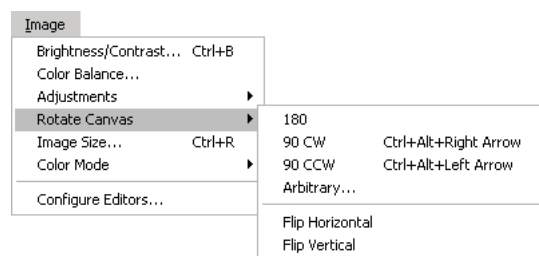 Image
Brightness/Contrast... Ctrl+B
Color Balance...
Adjustments
Rotate Canvas
Image Size... Ctrl+R
Color Mode
Configure Editors...
180
90 CW Ctrl+Alt+Right Arrow
90 CCW Ctrl+Alt+Left Arrow
Arbitrary...
Flip Horizontal
Flip Vertical